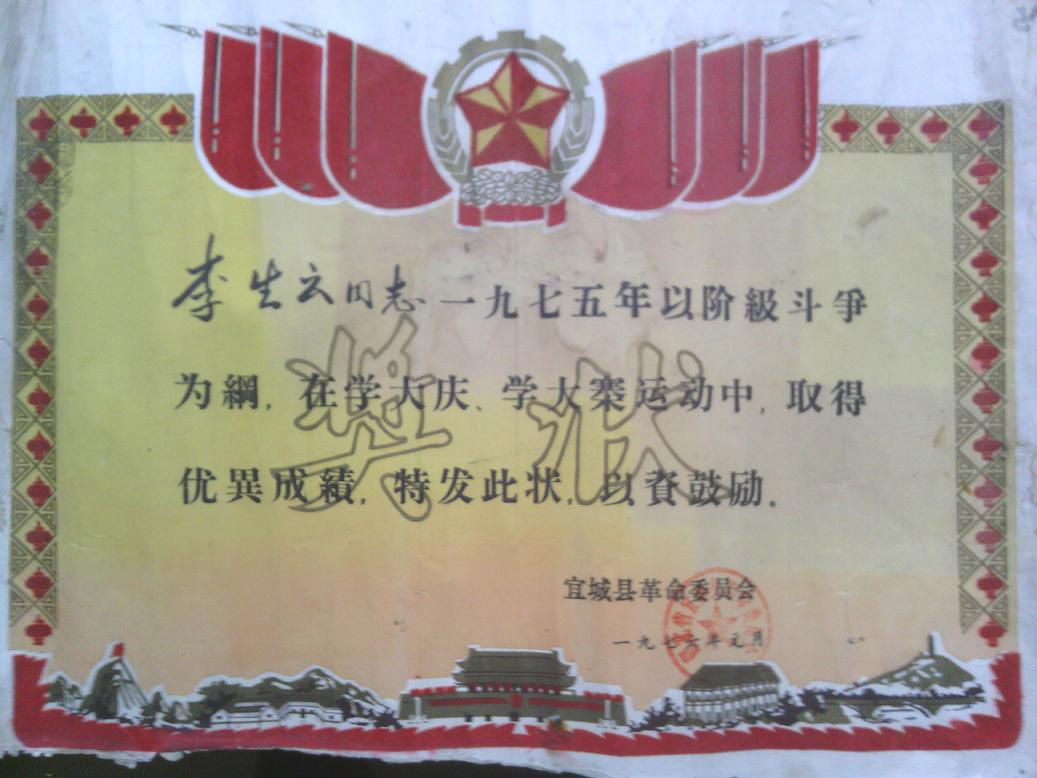 李生云同志一九七五年以阶級斗爭
为綱，在学大庆、学大寨运动中，取得
优異成績，特发此状，以資鼓励。
奖状
宜城县革命委员会
一九七六年元月